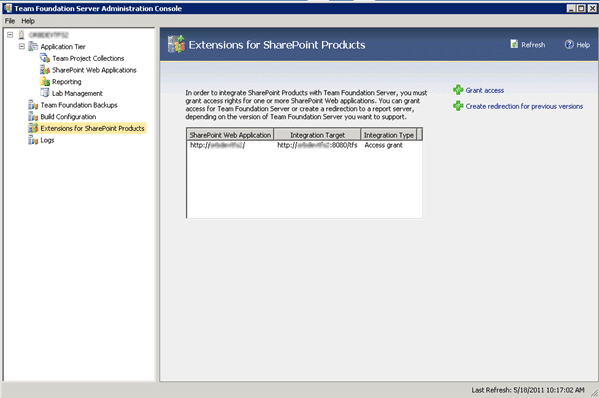 Team Foundation Server Administration Console
File Help
Application Tier
Team Project Collections
SharePoint Web Applications
Reporting
Lab Management
Team Foundation Backups
Build Configuration
Extensions for SharePoint Products
Logs
Extensions for SharePoint Products
Refresh
Help
In order to integrate SharePoint Products with Team Foundation Server, you must
grant access rights for one or more SharePoint Web applications. You can grant
access for Team Foundation Server or create a redirection to a report server,
depending on the version of Team Foundation Server you want to support.
Grant access
Create redirection for previous versions
SharePoint Web Application Integration Target Integration Type
http:// / http:// :8080/tfs Access grant
Last Refresh: 5/18/2011 10:17:02 AM